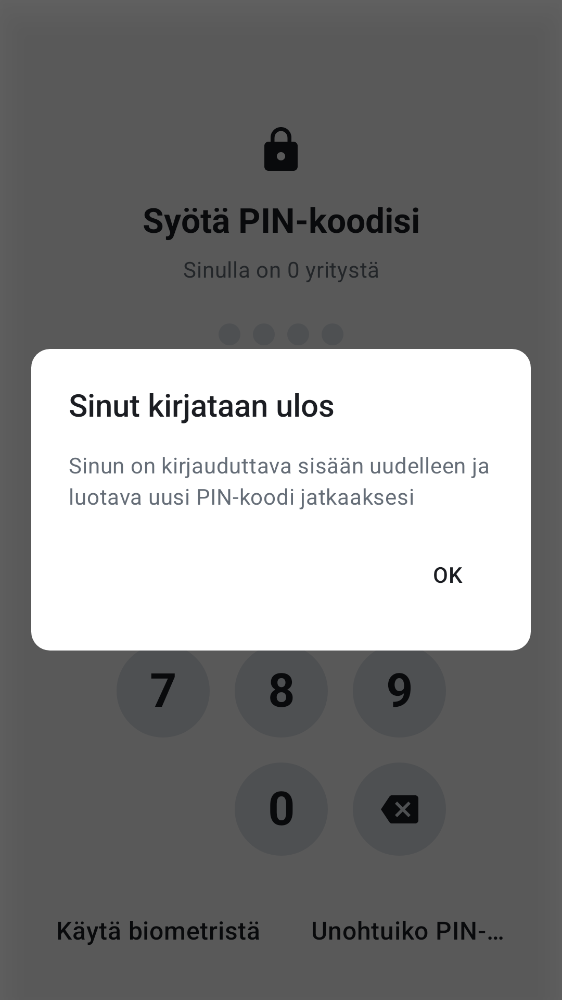 Syötä PIN-koodisi
Sinulla on 0 yritystä
Sinut kirjataan ulos
Sinun on kirjauduttava sisään uudelleen ja
luotava uusi PIN-koodi jatkaaksesi
OK
7 8 9
0
Käytä biometristä Unohtuiko PIN-...